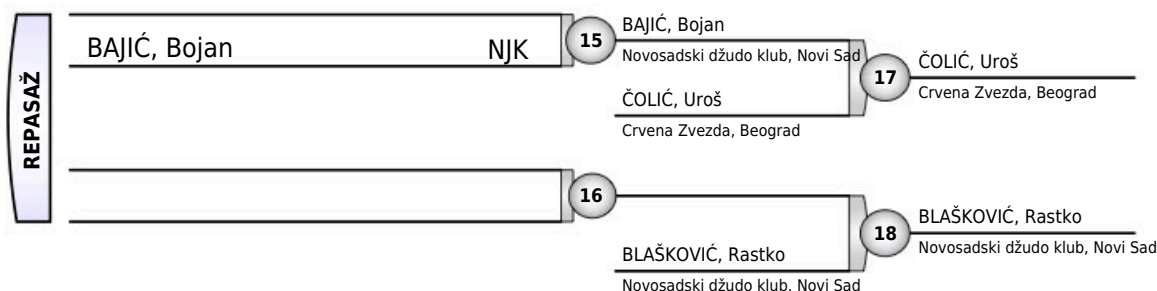 REPASAŽ
BAJIĆ, Bojan NJK
15
BAJIĆ, Bojan
Novosadski džudo klub, Novi Sad
ČOLIĆ, Uroš
Crvena Zvezda, Beograd
17
ČOLIĆ, Uroš
Crvena Zvezda, Beograd
16
BLAŠKOVIĆ, Rastko
Novosadski džudo klub, Novi Sad
18
BLAŠKOVIĆ, Rastko
Novosadski džudo klub, Novi Sad